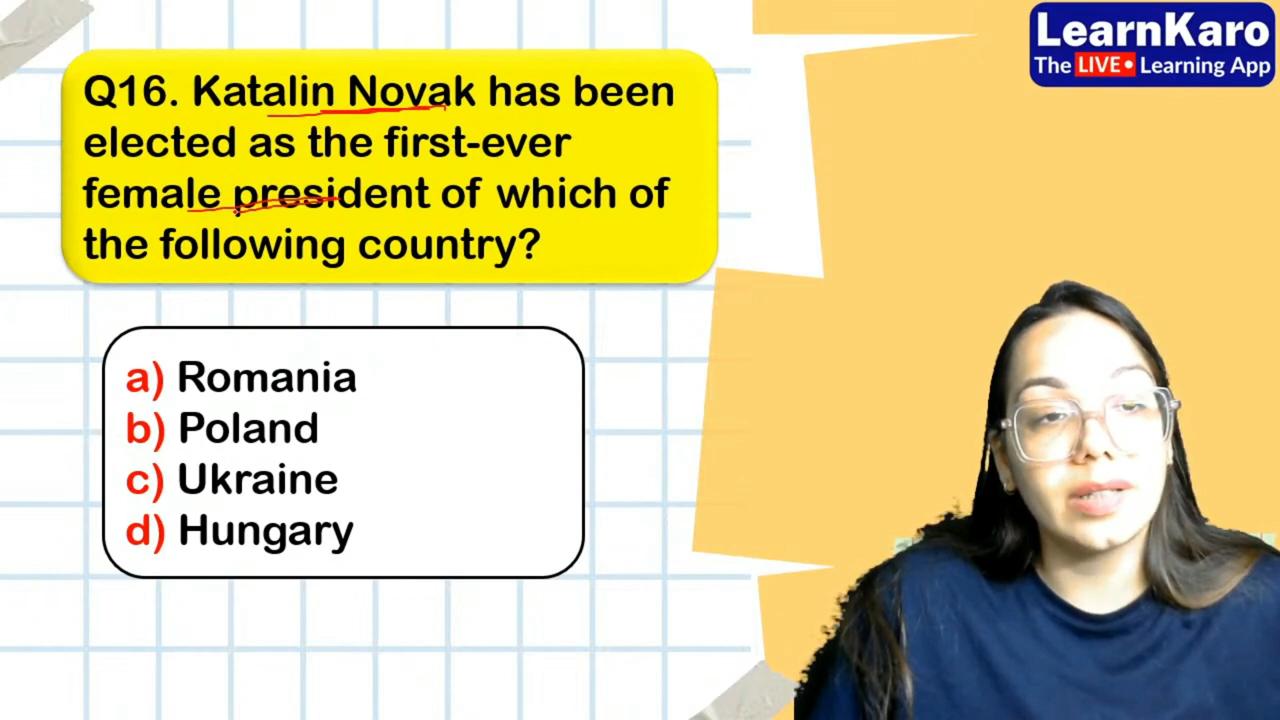 LearnKaro
The LIVE • Learning App
Q16. Katalin Novak has been
elected as the first-ever
female president of which of
the following country?
a) Romania
b) Poland
c) Ukraine
d) Hungary